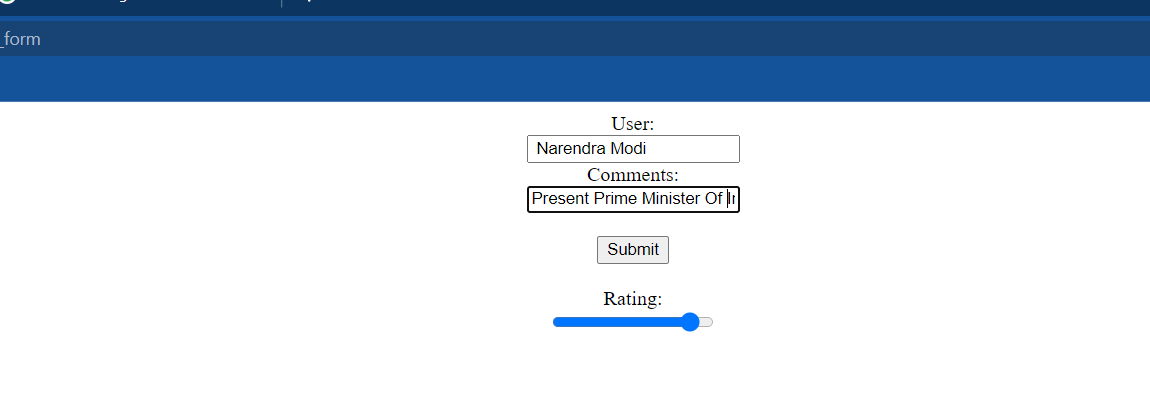 _form
User:
Narendra Modi
Comments:
Present Prime Minister Of
Submit
Rating: